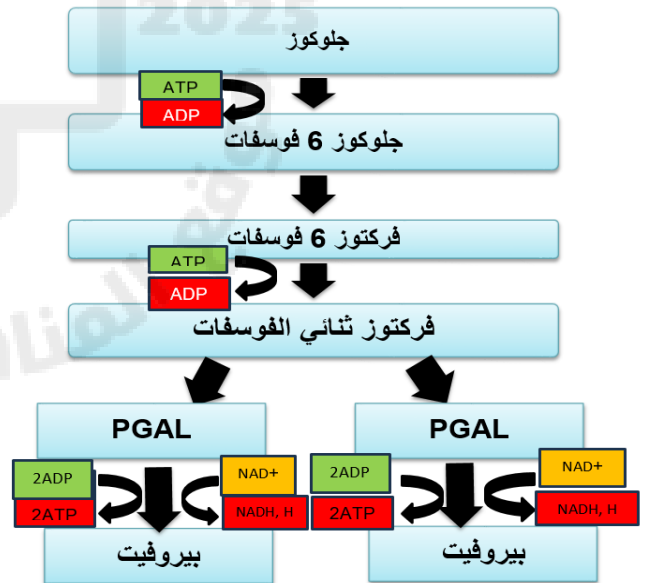 2025
جلوكوز
ATP
ADP
جلوكوز 6 فوسفات
فركتوز 6 فوسفات
ATP
ADP
فركتوز ثنائي الفوسفات
PGAL
PGAL
2ADP
NAD+
2ADP
NAD+
2ATP
NADH, H
2ATP
NADH, H
بيروفيت
بيروفيت